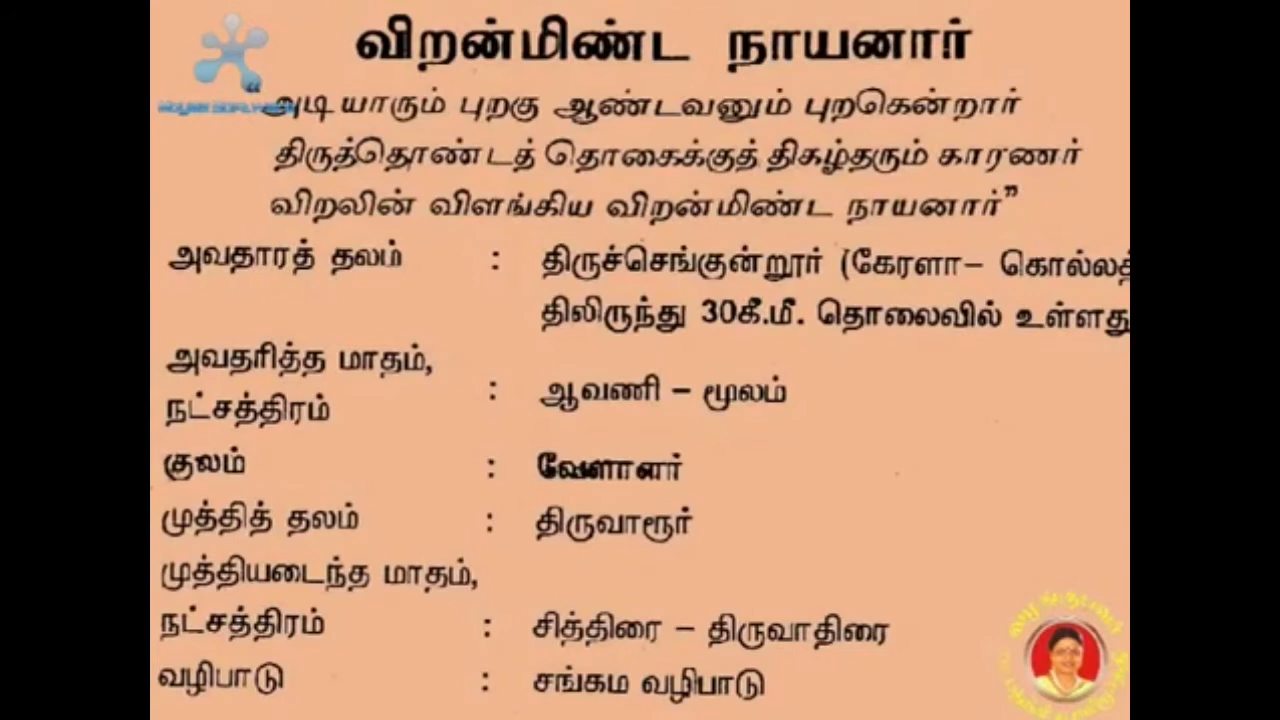 விறன்மிண்ட நாயனார்
“அடியாரும் புறகு ஆண்டவனும் புறகென்றார்
திருத்தொண்டத் தொகைக்குத் திகழ்தரும் காரணர்
விறலின் விளங்கிய விறன்மிண்ட நாயனார்”
அவதாரத் தலம் : திருச்செங்குன்றூர் (கேரளா– கொல்லத்
திலிருந்து 30கீ.மீ. தொலைவில் உள்ளது
அவதரித்த மாதம்,
நட்சத்திரம் : ஆவணி – மூலம்
குலம் : வேளாளர்
முத்தித் தலம் : திருவாரூர்
முத்தியடைந்த மாதம்,
நட்சத்திரம் : சித்திரை – திருவாதிரை
வழிபாடு : சங்கம வழிபாடு